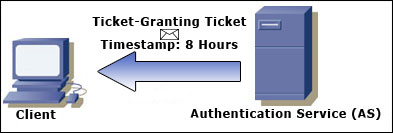 Ticket-Granting Ticket
Timestamp: 8 Hours
Client
Authentication Service (AS)